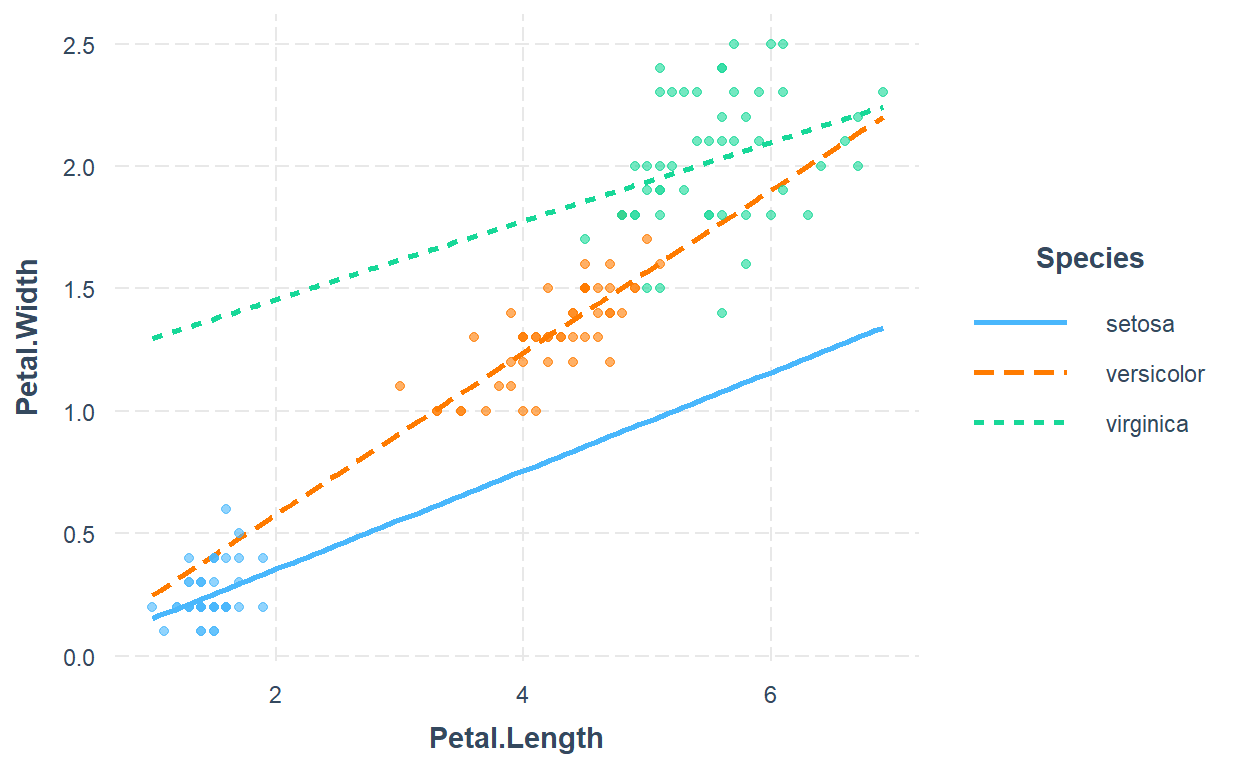 2.5
2.0
1.5
1.0
0.5
0.0
2 4 6
Petal.Length
Petal.Width
Species
setosa
versicolor
virginica